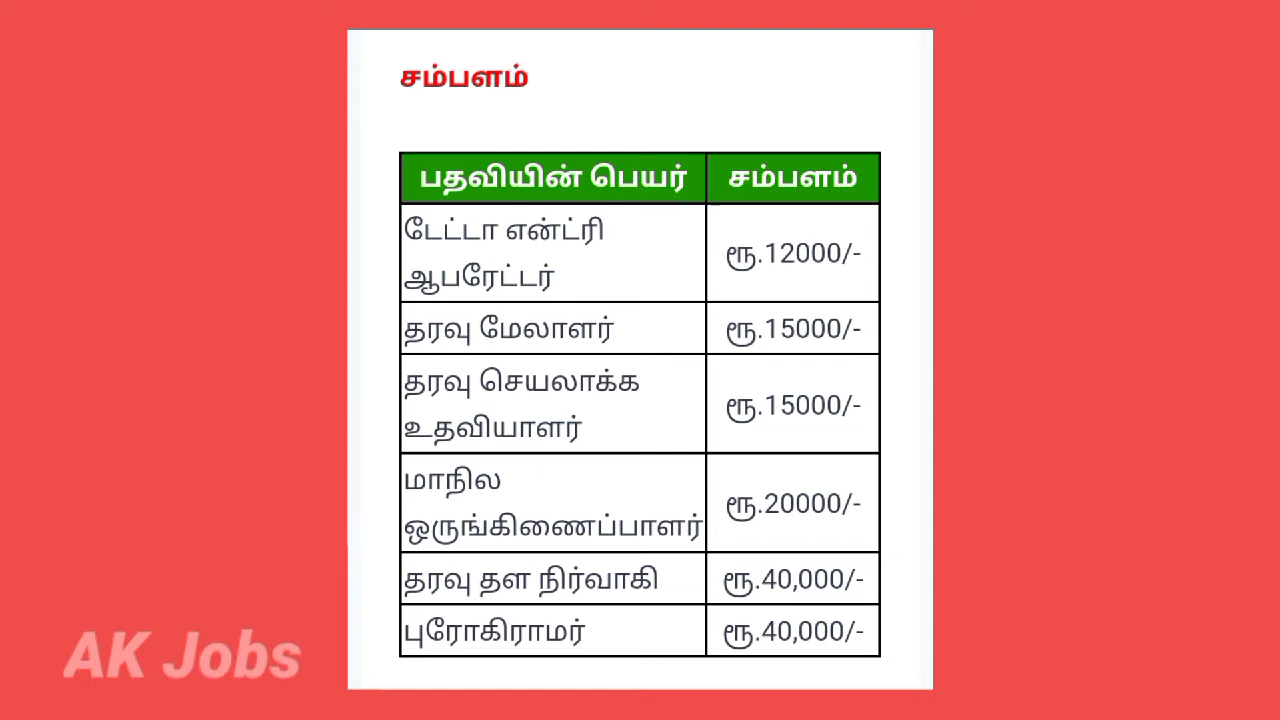 சம்பளம்
பதவியின் பெயர் சம்பளம்
டேட்டா என்ட்ரி
ஆபரேட்டர் ரூ.12000/-
தரவு மேலாளர் ரூ.15000/-
தரவு செயலாக்க
உதவியாளர் ரூ.15000/-
மாநில
ஒருங்கிணைப்பாளர் ரூ.20000/-
தரவு தள நிர்வாகி ரூ.40,000/-
புரோகிராமர் ரூ.40,000/-
AK Jobs